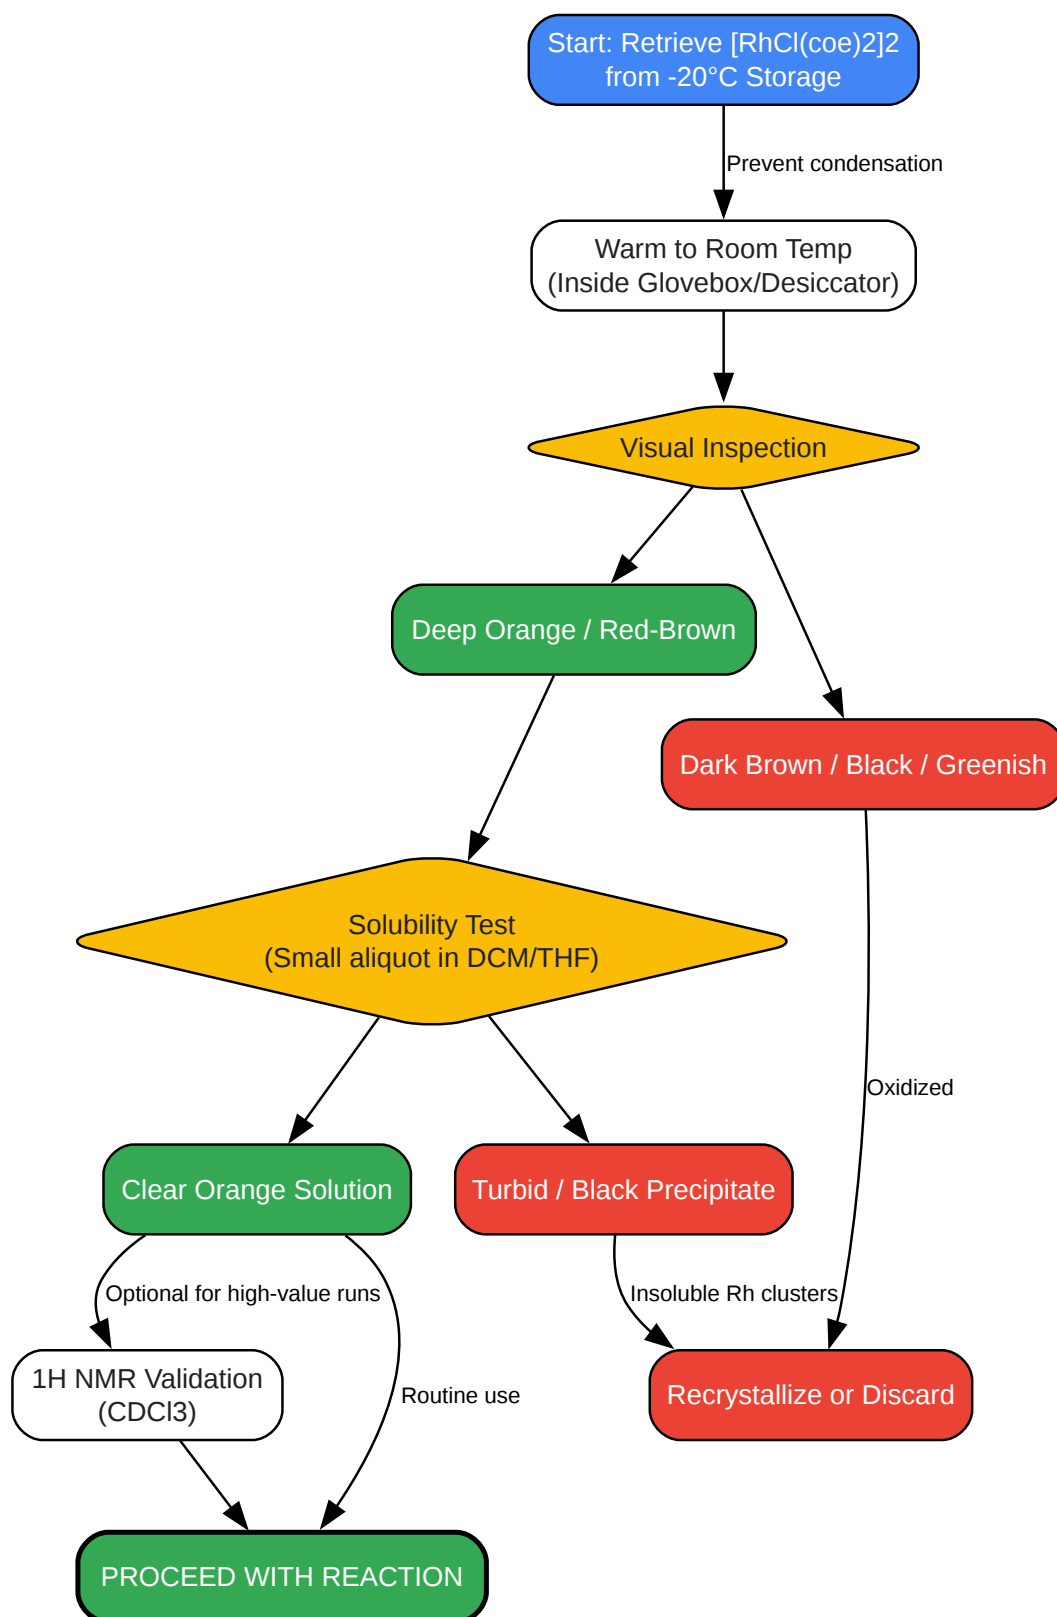 Start: Retrieve [RhCl(coe)2]2
from -20°C Storage
Prevent condensation
Warm to Room Temp
(Inside Glovebox/Desiccator)
Visual Inspection
Deep Orange / Red-Brown
Dark Brown / Black / Greenish
Solubility Test
(Small aliquot in DCM/THF)
Oxidized
Clear Orange Solution
Turbid / Black Precipitate
Optional for high-value runs
Insoluble Rh clusters
1H NMR Validation
(CDCl3)
Routine use
Recrystallize or Discard
PROCEED WITH REACTION